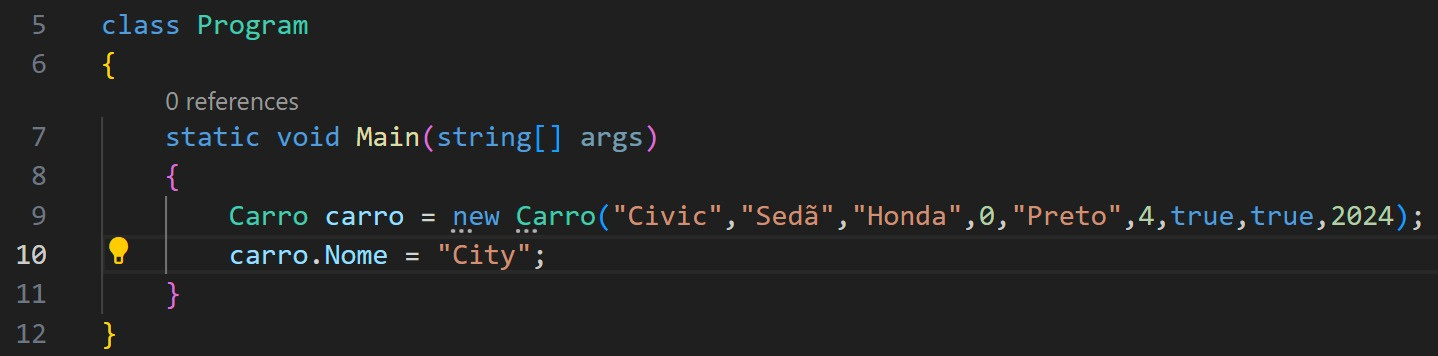 5 class Program
6 {
0 references
7 static void Main(string[] args)
8 {
9 Carro carro = new Carro("Civic","Sedã","Honda",0,"Preto",4,true,true,2024);
10 carro.Nome = "City";
11 }
12 }